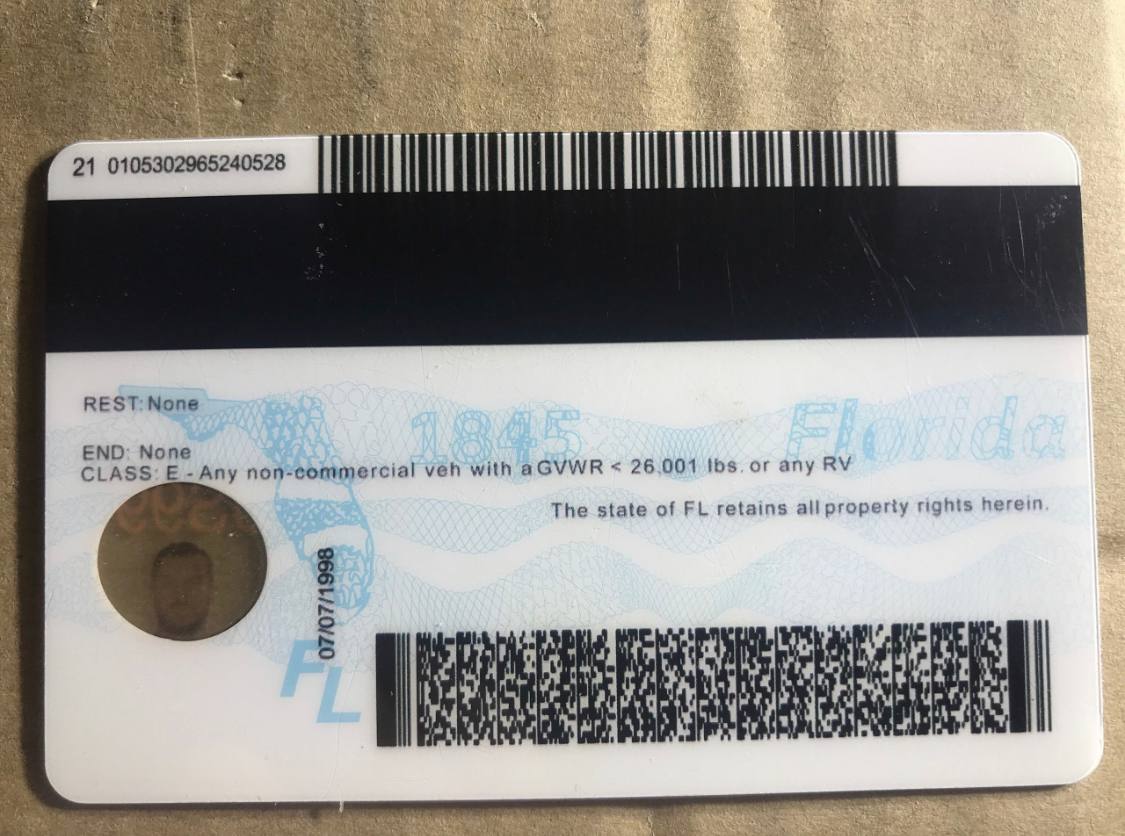 21 0105302965240528
REST: None
1845 Florida
END: None
CLASS: E - Any non-commercial veh with a GVWR < 26,001 lbs. or any RV
The state of FL retains all property rights herein.
07/07/1998
FL